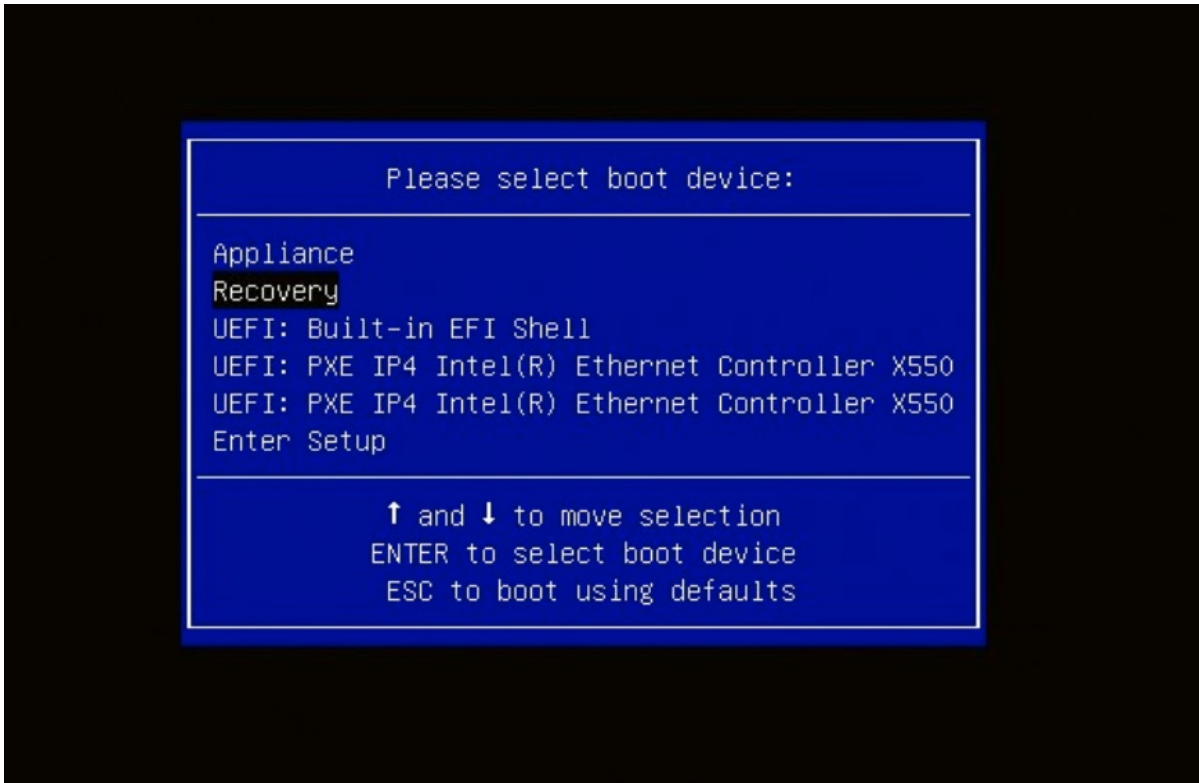 Please select boot device:
Appliance
Recovery
UEFI: Built-in EFI Shell
UEFI: PXE IP4 Intel(R) Ethernet Controller X550
UEFI: PXE IP4 Intel(R) Ethernet Controller X550
Enter Setup
↑ and ↓ to move selection
ENTER to select boot device
ESC to boot using defaults